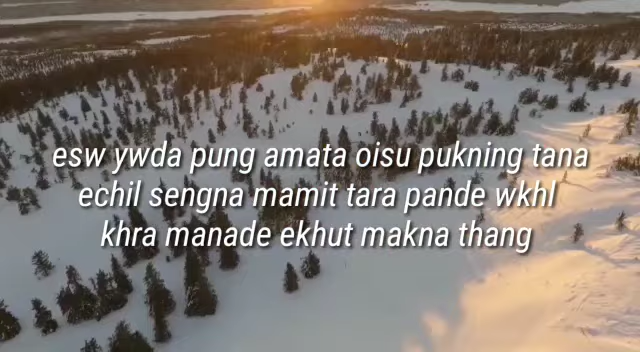 esw ywda pung amata oisu pukning tana
echil sengna mamit tara pande wkhl
khra manade ekhut makna thang